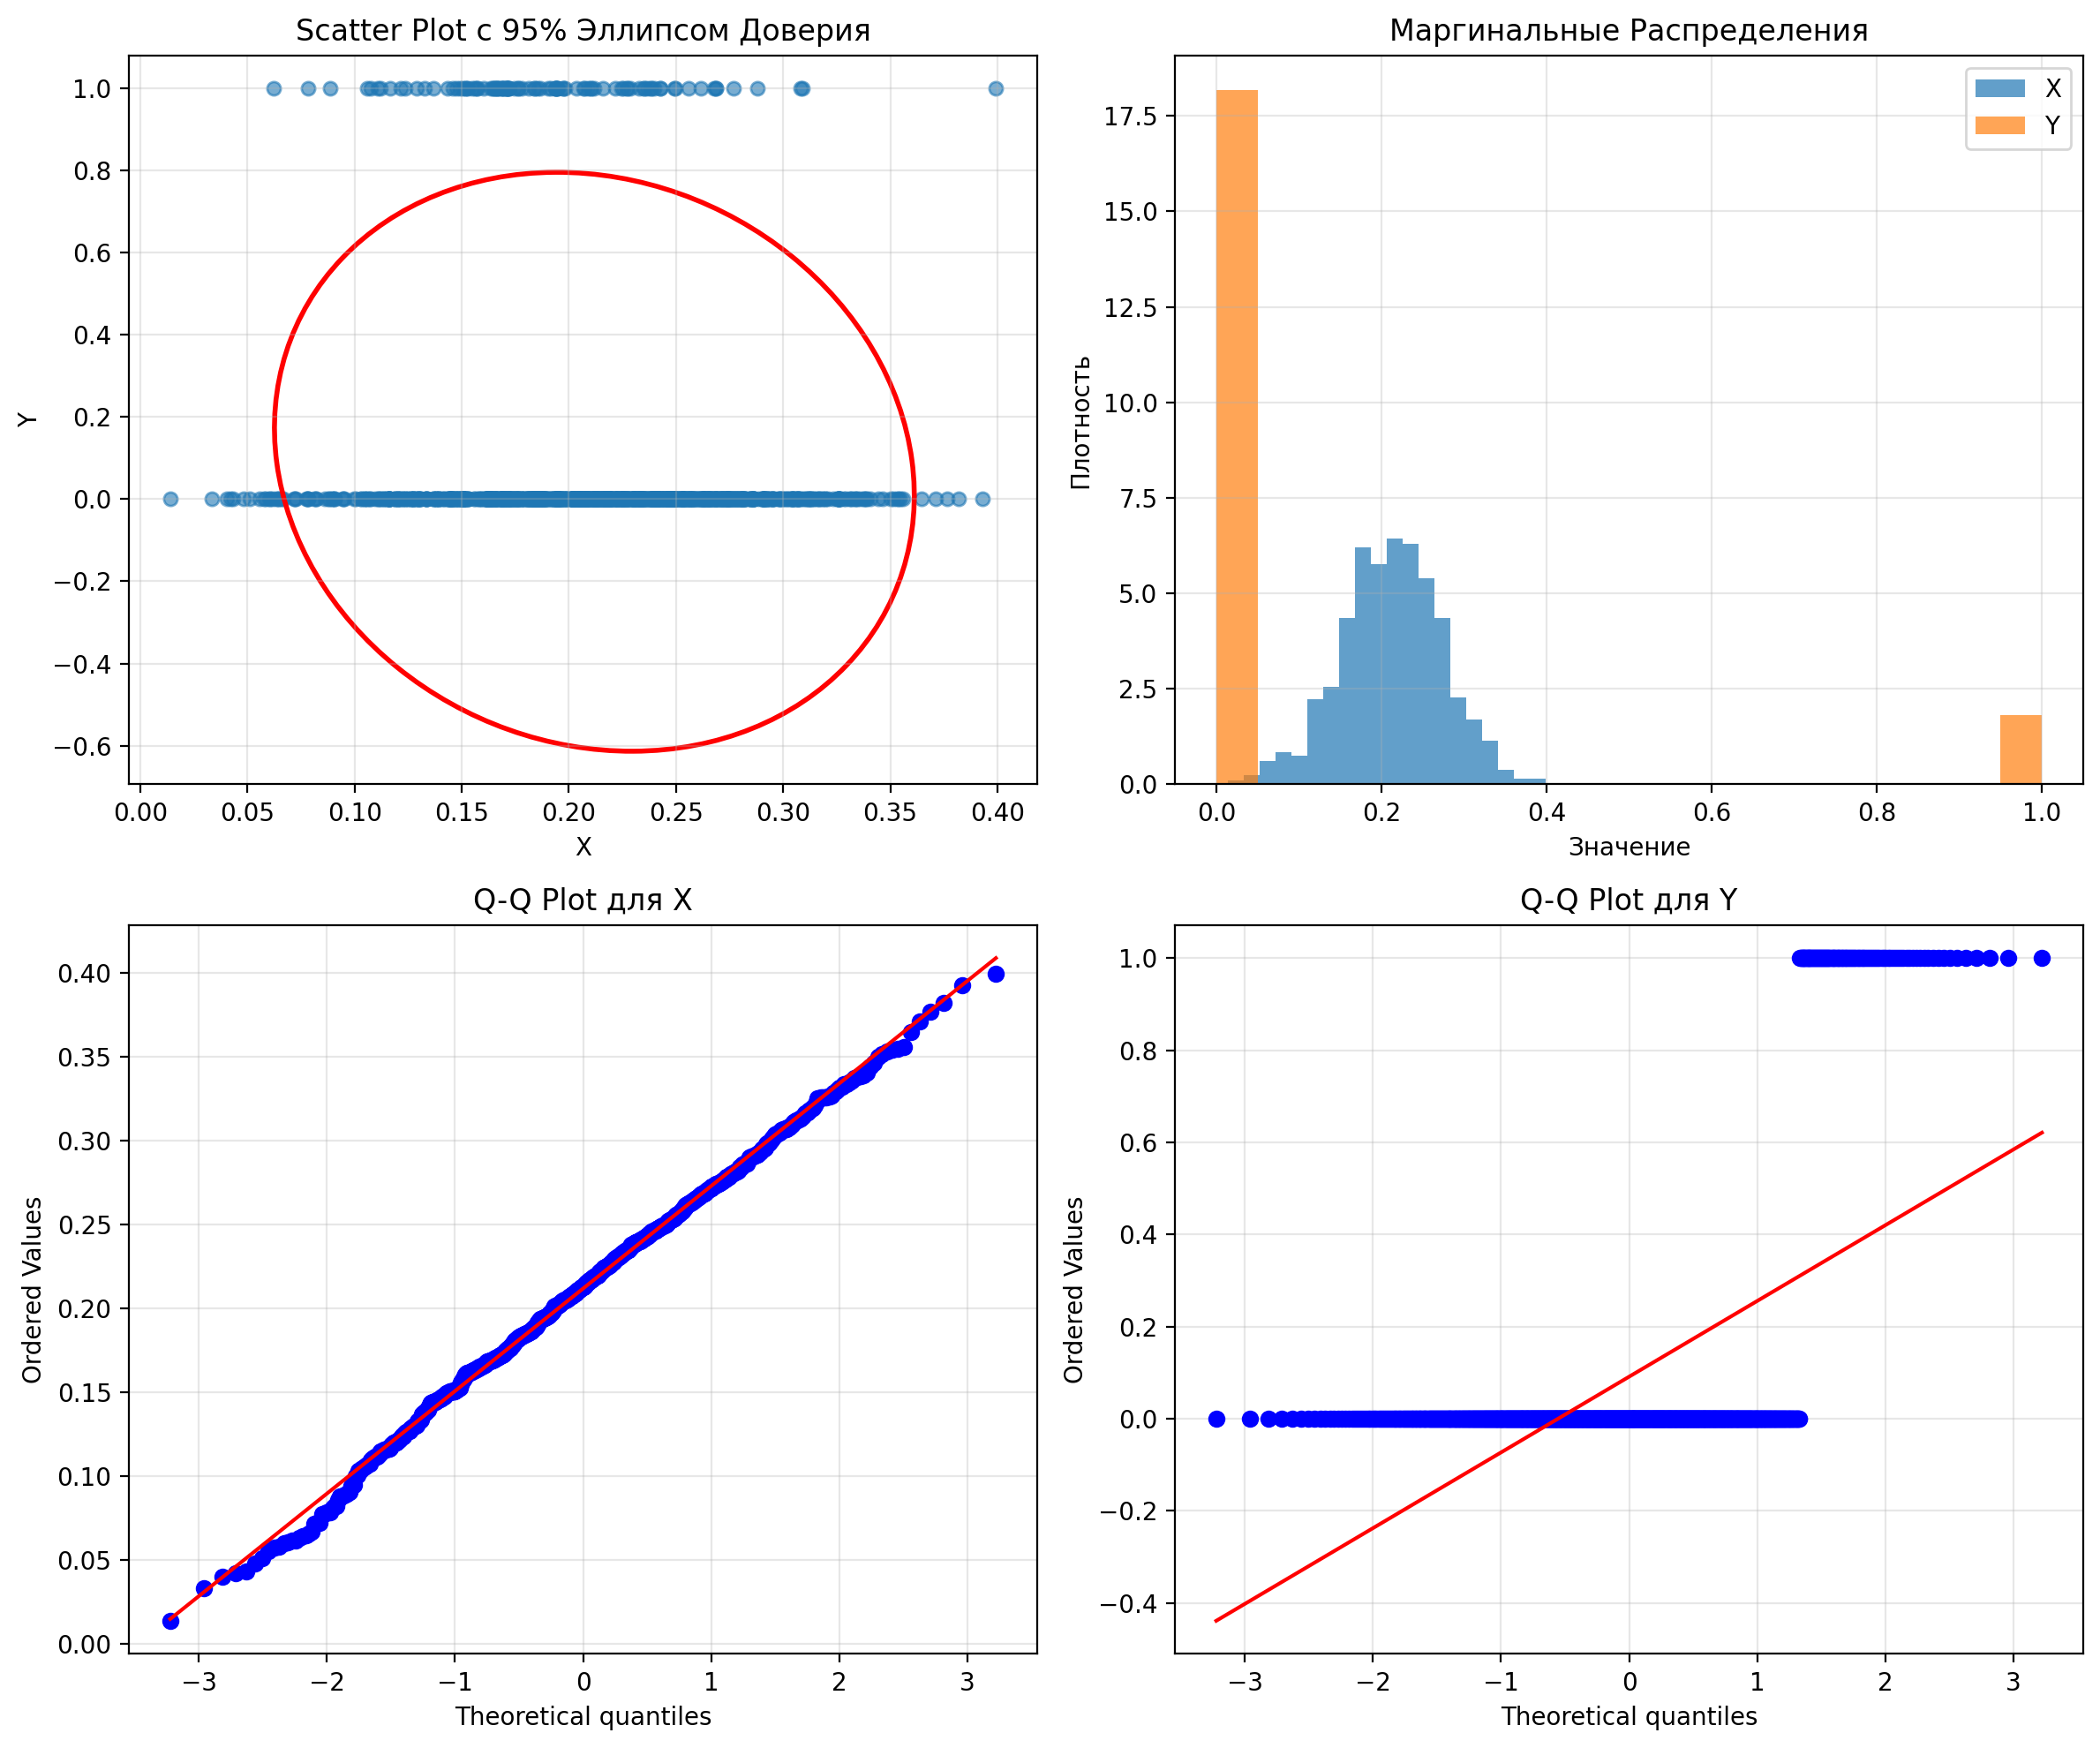 Scatter Plot с 95% Эллипсом Доверия
1.0
0.8
0.6
0.4
0.2
0.0
−0.2
−0.4
−0.6
Y
0.00 0.05 0.10 0.15 0.20 0.25 0.30 0.35 0.40
X
Маргинальные Распределения
X
Y
17.5
15.0
12.5
10.0
7.5
5.0
2.5
0.0
Плотность
0.0 0.2 0.4 0.6 0.8 1.0
Значение
Q-Q Plot для X
0.40
0.35
0.30
0.25
0.20
0.15
0.10
0.05
0.00
Ordered Values
−3 −2 −1 0 1 2 3
Theoretical quantiles
Q-Q Plot для Y
1.0
0.8
0.6
0.4
0.2
0.0
−0.2
−0.4
Ordered Values
−3 −2 −1 0 1 2 3
Theoretical quantiles